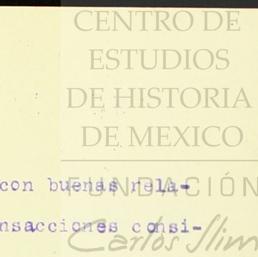 CENTRO DE
ESTUDIOS
DE HISTORIA
DE MEXICO
FUNDACIÓN
Carlos Slim
con buenas rela-
nsacciones consi-